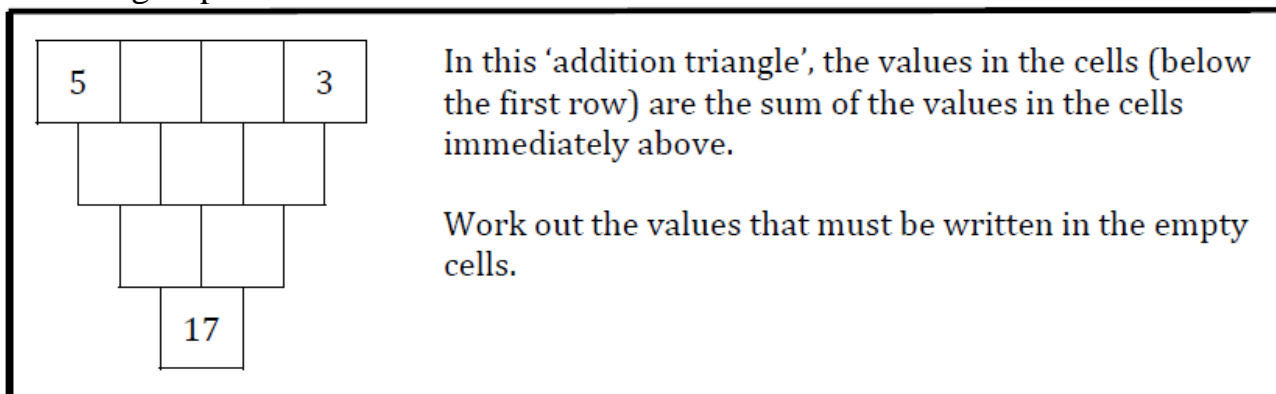 5 3
17
In this ‘addition triangle’, the values in the cells (below
the first row) are the sum of the values in the cells
immediately above.
Work out the values that must be written in the empty
cells.